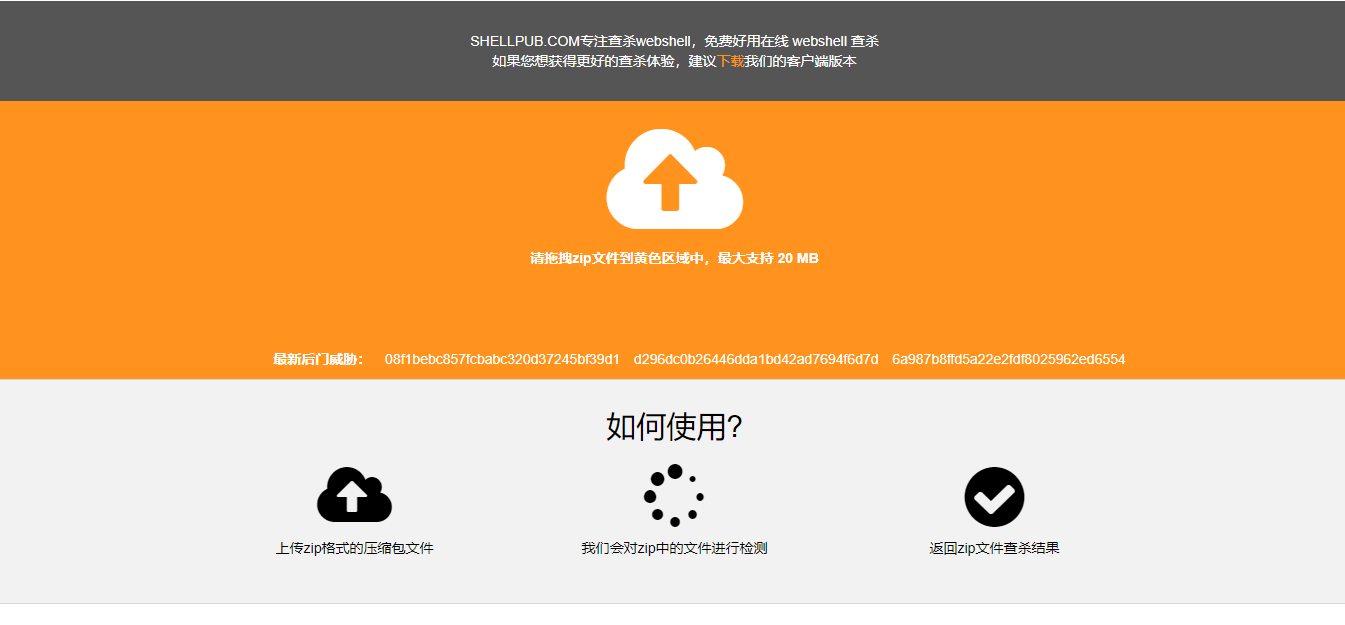 SHELLPUB.COM专注查杀webshell，免费好用在线 webshell 查杀
如果您想获得更好的查杀体验，建议下载我们的客户端版本
请拖拽zip文件到黄色区域中，最大支持 20 MB
最新后门威胁： 08f1bebc857fcbabc320d37245bf39d1 d296dc0b26446dda1bd42ad7694f6d7d 6a987b8ffd5a22e2fdf8025962ed6554
如何使用?
上传zip格式的压缩包文件 我们会对zip中的文件进行检测 返回zip文件查杀结果